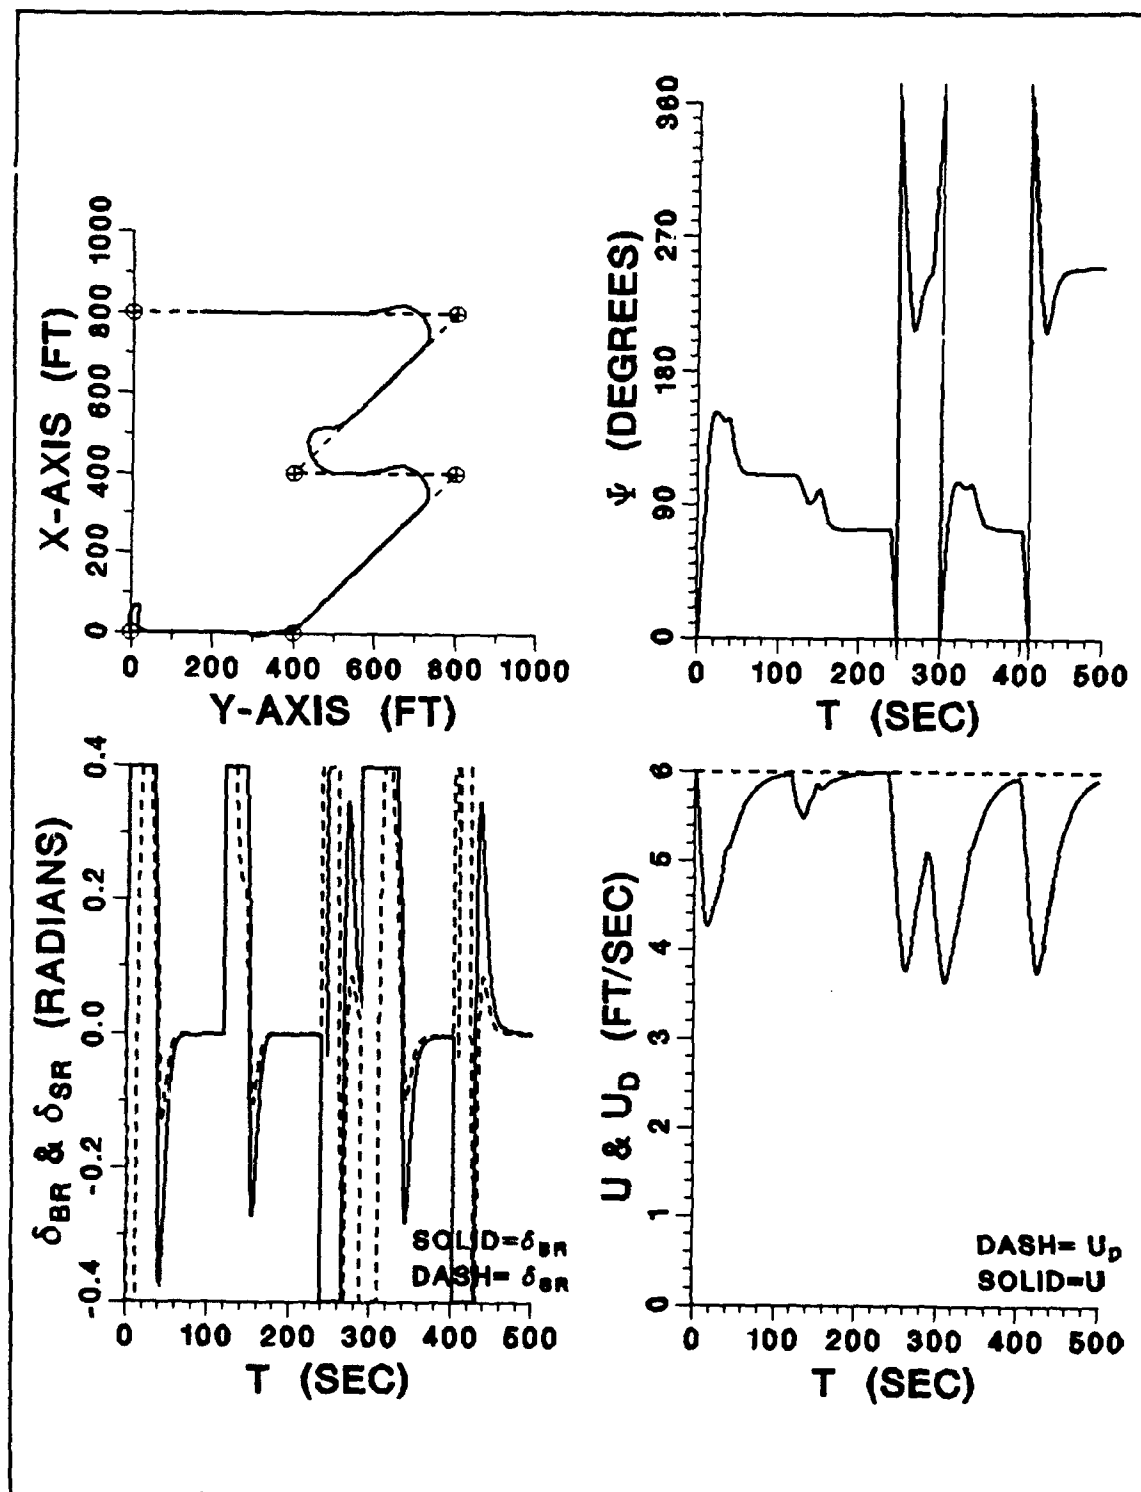 1000
800
600
400
200
0
X-AXIS (FT)
0 200 400 600 800 1000
Y-AXIS (FT)
360
270
180
90
0
Ψ (DEGREES)
0 100 200 300 400 500
T (SEC)
0.4
0.2
0.0
-0.2
-0.4
δBR & δSR (RADIANS)
SOLID=δBR
DASH= δSR
0 100 200 300 400 500
T (SEC)
6
5
4
3
2
1
0
U & UD (FT/SEC)
DASH= UD
SOLID=U
0 100 200 300 400 500
T (SEC)